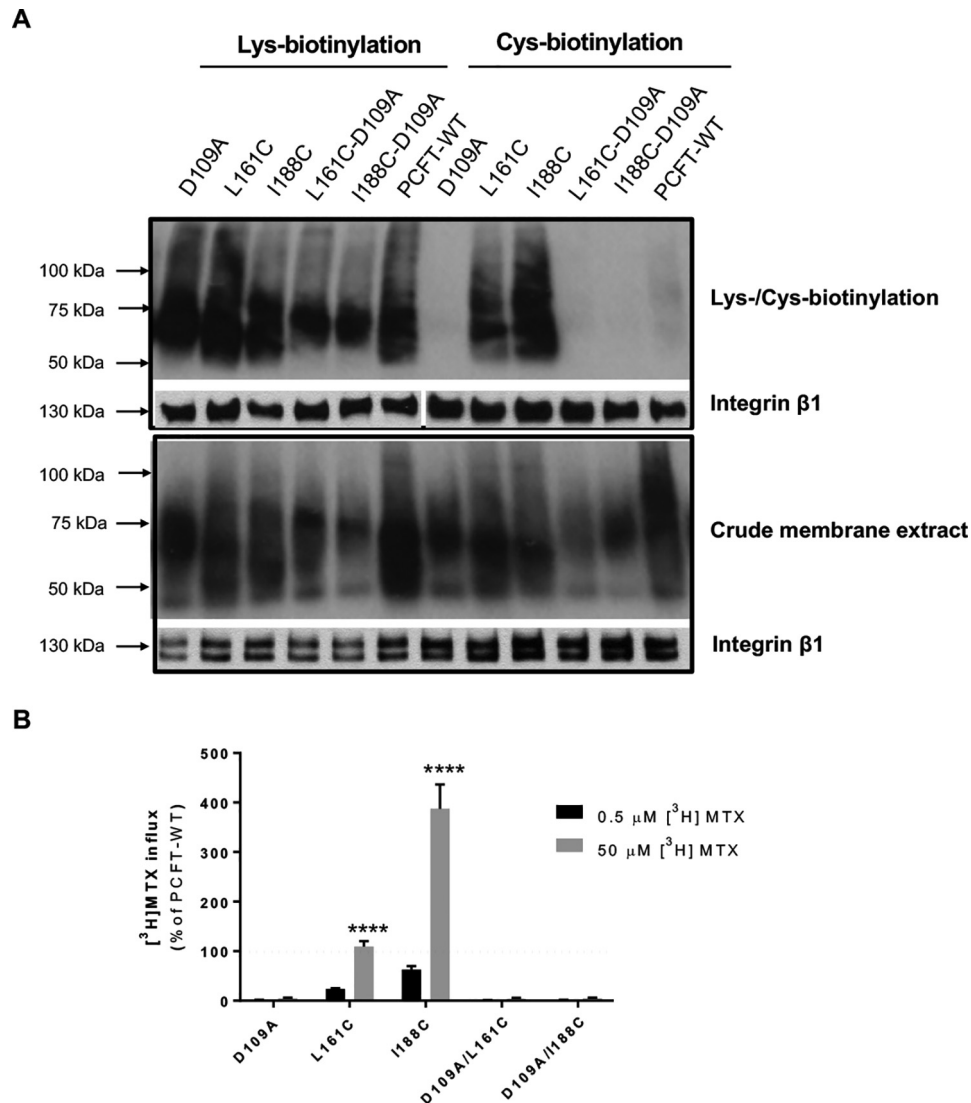 A
Lys-biotinylation Cys-biotinylation
D109A L161C I188C L161C-D109A I188C-D109A PCFT-WT D109A L161C I188C L161C-D109A I188C-D109A PCFT-WT
100 kDa
75 kDa
50 kDa
Lys-/Cys-biotinylation
130 kDa
Integrin β1
100 kDa
75 kDa
50 kDa
Crude membrane extract
130 kDa
Integrin β1
B
[³H]MTX influx
(% of PCFT-WT)
500
400
300
200
100
0
****
****
0.5 μM [³H] MTX
50 μM [³H] MTX
D109A L161C I188C D109A/L161C D109A/I188C